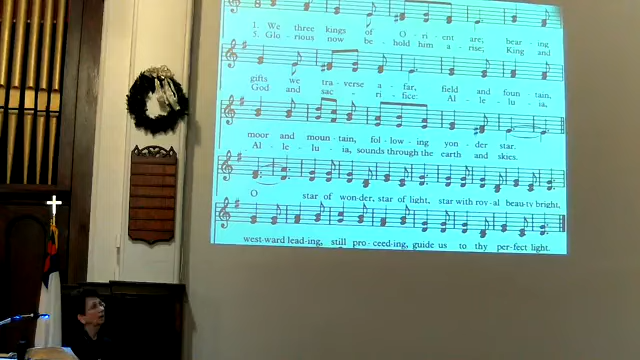 1. We three kings of O - ri - ent are, bear - ing
5. Glo - rious now be - hold him a - rise; King and
gifts we tra - verse a - far, field and foun - tain,
God and sac - ri - fice: Al - le - lu - ia,
moor and moun - tain, fol - low - ing yon - der star.
Al - le - lu - ia, sounds through the earth and skies.
O star of won - der, star of light, star with roy - al beau - ty bright,
west - ward lead - ing, still pro - ceed - ing, guide us to thy per - fect light.